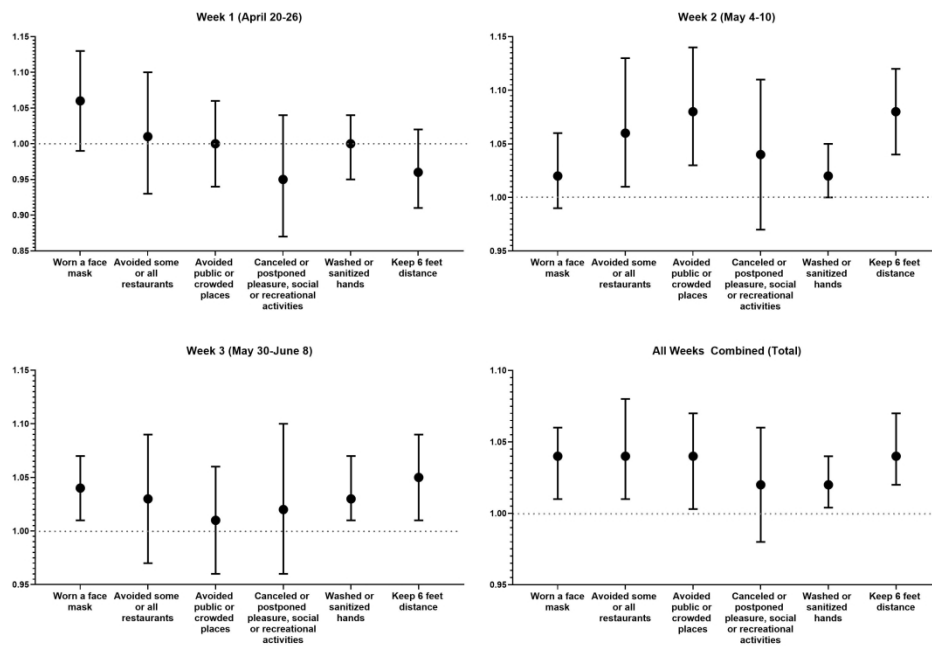 Week 1 (April 20-26)
1.15
1.10
1.05
1.00
0.95
0.90
0.85
Worn a face
mask
Avoided some
or all
restaurants
Avoided
public or
crowded
places
Canceled or
postponed
pleasure, social
or recreational
activities
Washed or
sanitized
hands
Keep 6 feet
distance
Week 2 (May 4-10)
1.15
1.10
1.05
1.00
0.95
Worn a face
mask
Avoided some
or all
restaurants
Avoided
public or
crowded
places
Canceled or
postponed
pleasure, social
or recreational
activities
Washed or
sanitized
hands
Keep 6 feet
distance
Week 3 (May 30-June 8)
1.15
1.10
1.05
1.00
0.95
Worn a face
mask
Avoided some
or all
restaurants
Avoided
public or
crowded
places
Canceled or
postponed
pleasure, social
or recreational
activities
Washed or
sanitized
hands
Keep 6 feet
distance
All Weeks Combined (Total)
1.10
1.05
1.00
0.95
Worn a face
mask
Avoided some
or all
restaurants
Avoided
public or
crowded
places
Canceled or
postponed
pleasure, social
or recreational
activities
Washed or
sanitized
hands
Keep 6 feet
distance